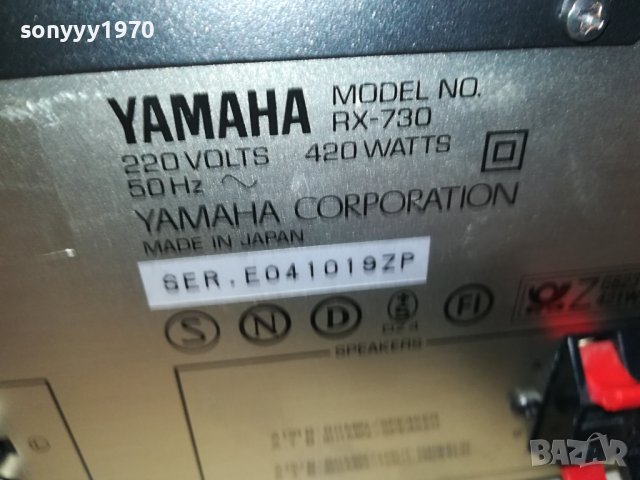 sonyyy1970
YAMAHA MODEL NO. RX-730
220 VOLTS 420 WATTS
50 Hz
YAMAHA CORPORATION
MADE IN JAPAN
SER. E041019ZP
S N D FI
Z
SPEAKERS
BAZAR